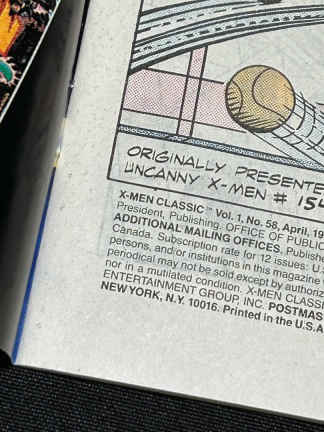 ORIGINALLY PRESENTE
UNCANNY X-MEN # 154
X-MEN CLASSIC™ Vol. 1, No. 58, April, 19
President, Publishing. OFFICE OF PUBLIC
ADDITIONAL MAILING OFFICES. Publishe
Canada. Subscription rate for 12 issues: U.
persons, and/or institutions in this magazine
periodical may not be sold except by authoriz
nor in a mutilated condition. X-MEN CLASS
ENTERTAINMENT GROUP, INC. POSTMAS
NEW YORK, N.Y. 10016. Printed in the U.S.A